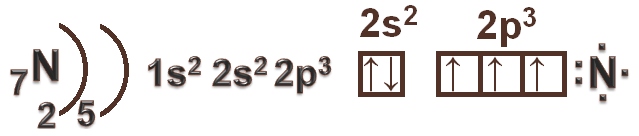 ₇N 2 5
1s² 2s² 2p³
2s² 2p³
↑↓ ↑ ↑ ↑
:N